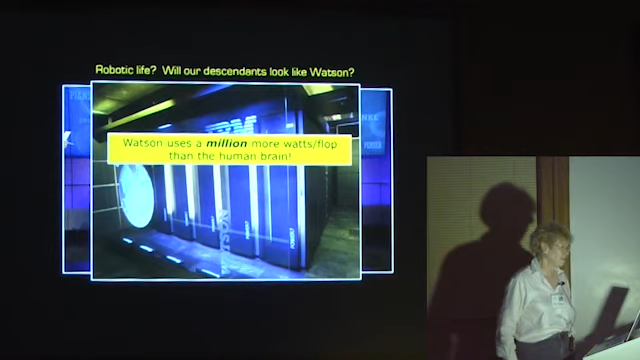 Robotic life? Will our descendants look like Watson?
IBM
Watson uses a million more watts/flop
than the human brain!